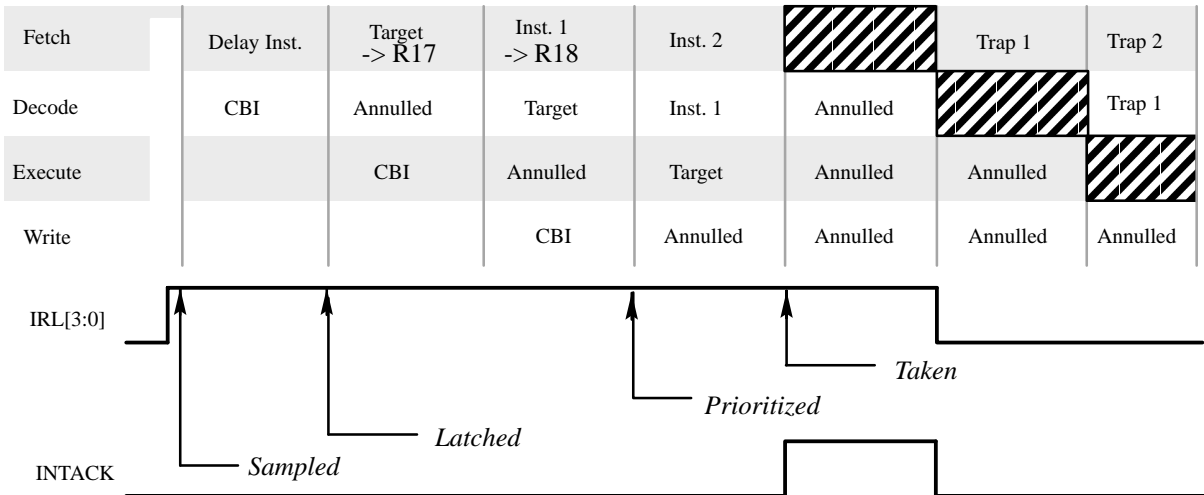 Fetch
Delay Inst.
Target
-> R17
Inst. 1
-> R18
Inst. 2
Trap 1
Trap 2
Decode
CBI
Annulled
Target
Inst. 1
Annulled
Trap 1
Execute
CBI
Annulled
Target
Annulled
Annulled
Write
CBI
Annulled
Annulled
Annulled
Annulled
IRL[3:0]
Taken
Prioritized
Latched
Sampled
INTACK